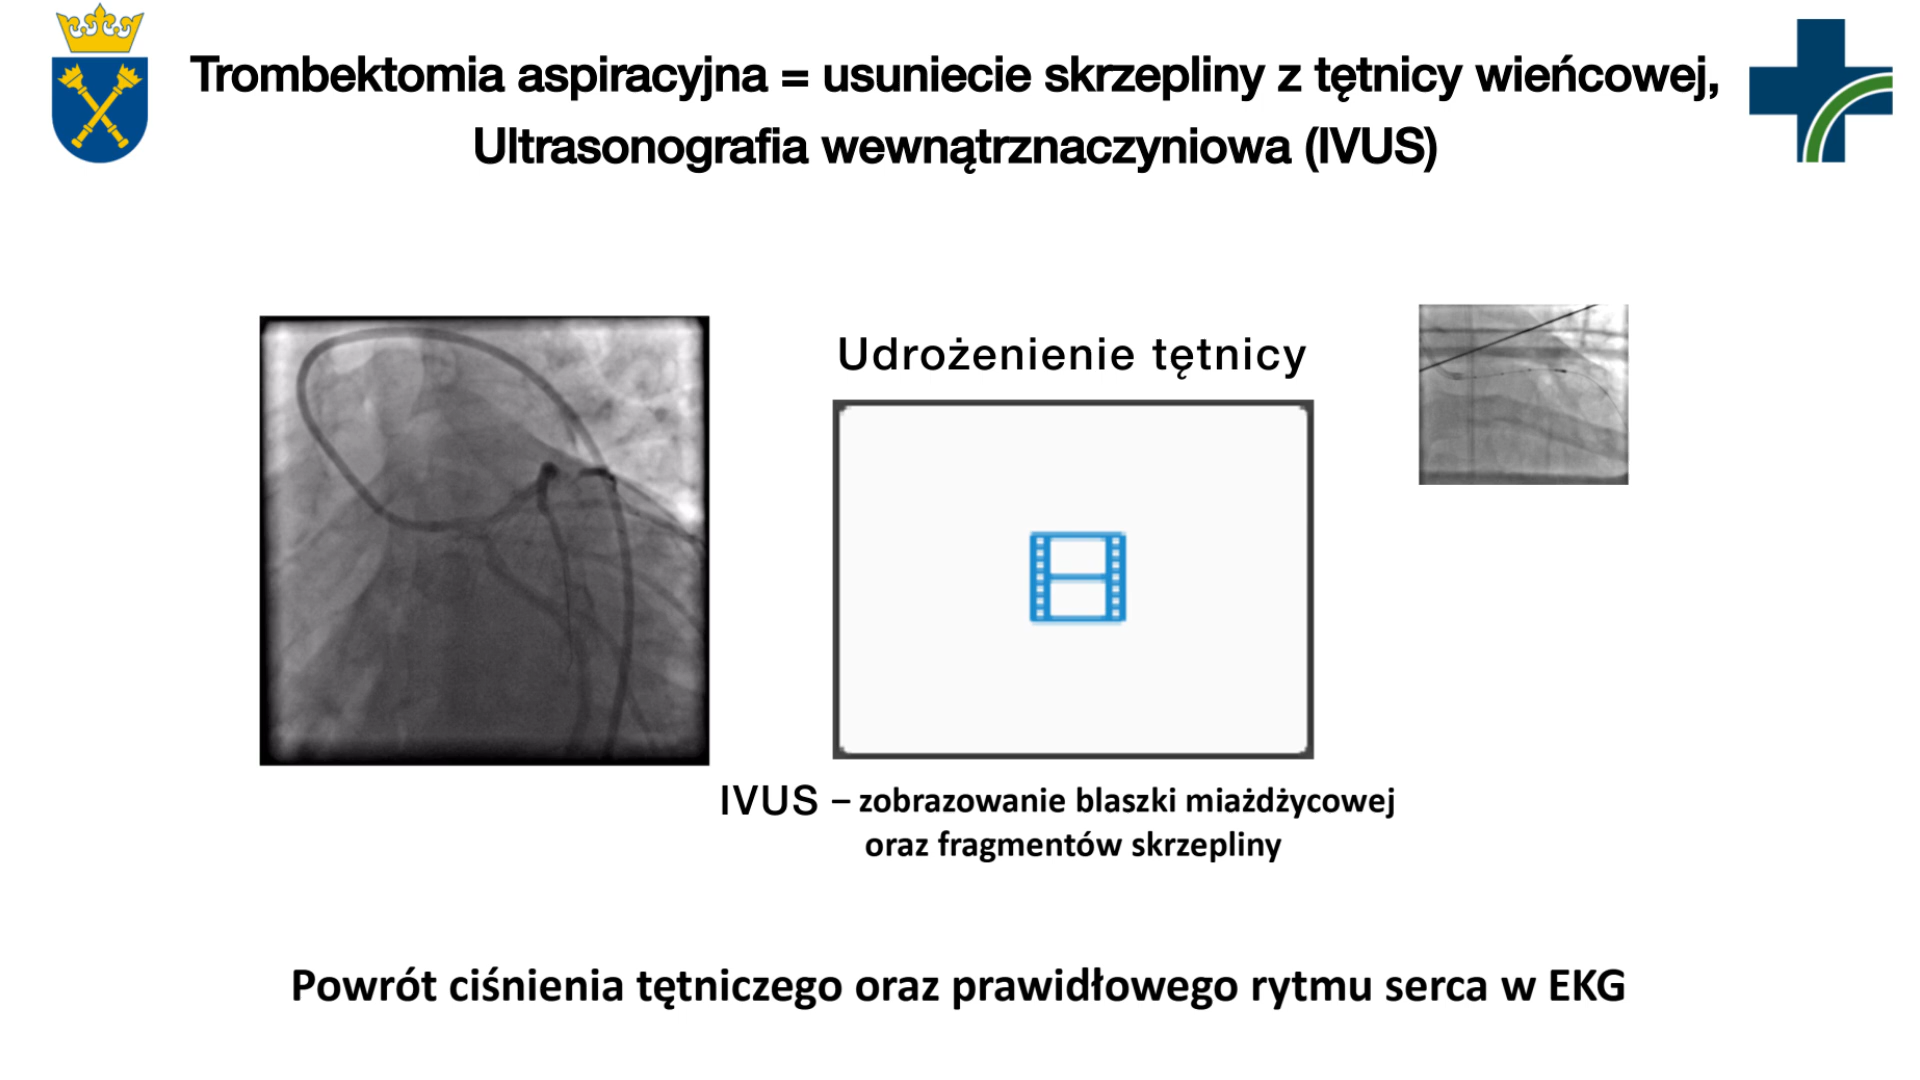 Trombektomia aspiracyjna = usuniecie skrzepliny z tętnicy wieńcowej,
Ultrasonografia wewnątrznaczyniowa (IVUS)
Udrożenienie tętnicy
IVUS – zobrazowanie blaszki miażdżycowej
oraz fragmentów skrzepliny
Powrót ciśnienia tętniczego oraz prawidłowego rytmu serca w EKG